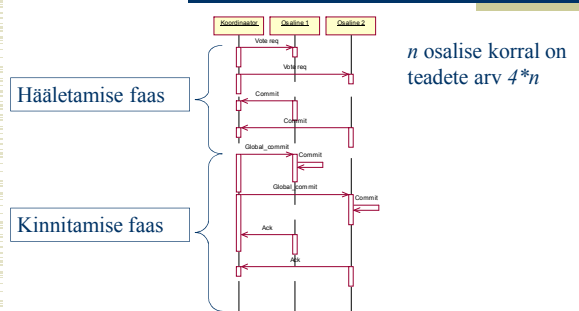 Koordinaator
Osaline 1
Osaline 2
Vote req
Vote req
Commit
Commit
Global_commit
Commit
Global_commit
Commit
Ack
Ack
Hääletamise faas
Kinnitamise faas
n osalise korral on
teadete arv 4*n